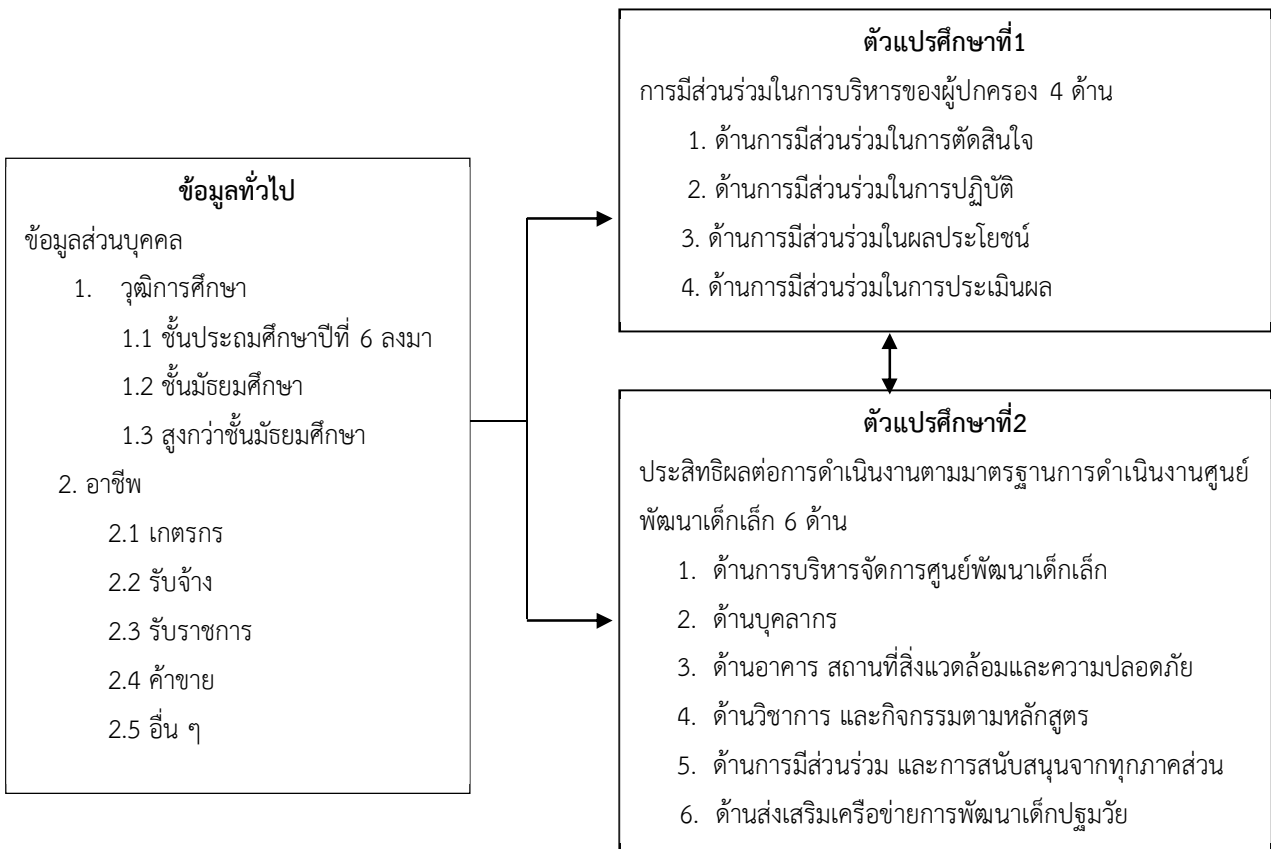 ข้อมูลทั่วไป
ข้อมูลส่วนบุคคล
1. วุฒิการศึกษา
1.1 ชั้นประถมศึกษาปีที่ 6 ลงมา
1.2 ชั้นมัธยมศึกษา
1.3 สูงกว่าชั้นมัธยมศึกษา
2. อาชีพ
2.1 เกตรกร
2.2 รับจ้าง
2.3 รับราชการ
2.4 ค้าขาย
2.5 อื่น ๆ
ตัวแปรศึกษาที่1
การมีส่วนร่วมในการบริหารของผู้ปกครอง 4 ด้าน
1. ด้านการมีส่วนร่วมในการตัดสินใจ
2. ด้านการมีส่วนร่วมในการปฏิบัติ
3. ด้านการมีส่วนร่วมในผลประโยชน์
4. ด้านการมีส่วนร่วมในการประเมินผล
ตัวแปรศึกษาที่2
ประสิทธิผลต่อการดำเนินงานตามมาตรฐานการดำเนินงานศูนย์
พัฒนาเด็กเล็ก 6 ด้าน
1. ด้านการบริหารจัดการศูนย์พัฒนาเด็กเล็ก
2. ด้านบุคลากร
3. ด้านอาคาร สถานที่สิ่งแวดล้อมและความปลอดภัย
4. ด้านวิชาการ และกิจกรรมตามหลักสูตร
5. ด้านการมีส่วนร่วม และการสนับสนุนจากทุกภาคส่วน
6. ด้านส่งเสริมเครือข่ายการพัฒนาเด็กปฐมวัย